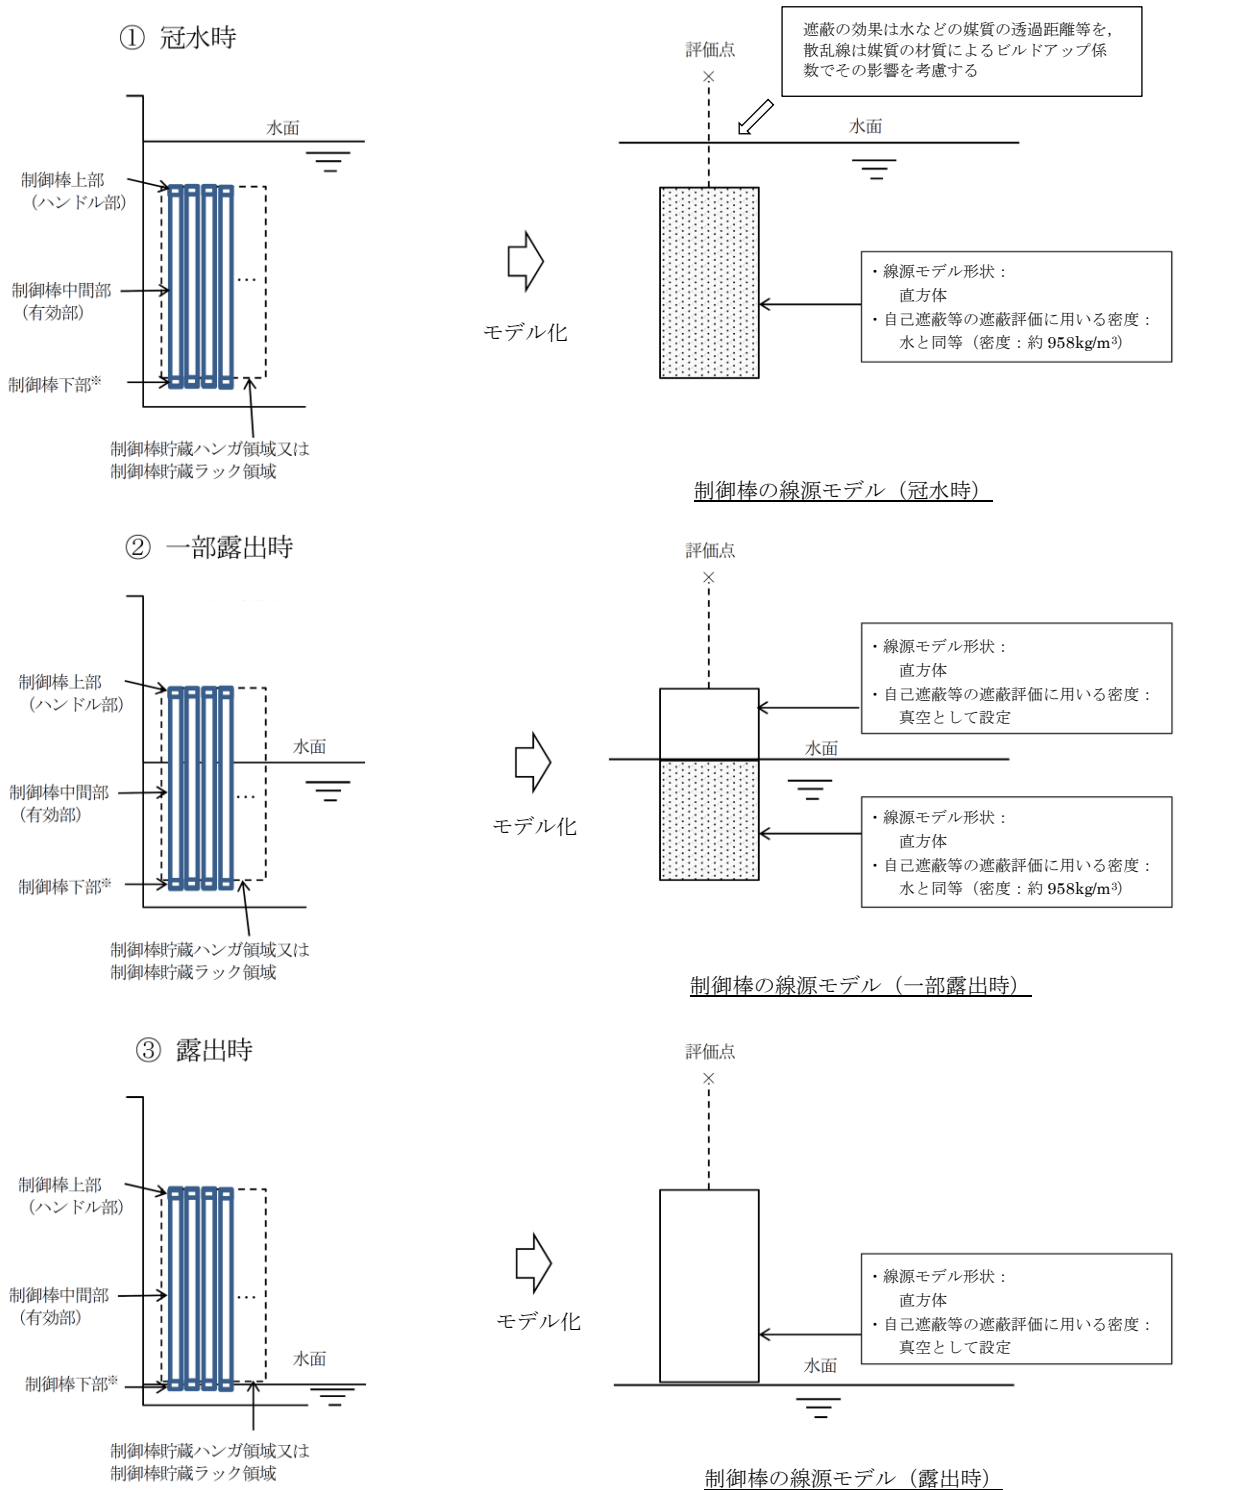 ① 冠水時
遮蔽の効果は水などの媒質の透過距離等を，
散乱線は媒質の材質によるビルドアップ係
数でその影響を考慮する
評価点
水面
水面
制御棒上部
（ハンドル部）
制御棒中間部
（有効部）
…
制御棒下部※
制御棒貯蔵ハンガ領域又は
制御棒貯蔵ラック領域
モデル化
・線源モデル形状：
直方体
・自己遮蔽等の遮蔽評価に用いる密度：
水と同等（密度：約 958kg/m³）
制御棒の線源モデル（冠水時）
② 一部露出時
評価点
制御棒上部
（ハンドル部）
水面
制御棒中間部
（有効部）
…
制御棒下部※
制御棒貯蔵ハンガ領域又は
制御棒貯蔵ラック領域
モデル化
・線源モデル形状：
直方体
・自己遮蔽等の遮蔽評価に用いる密度：
真空として設定
水面
・線源モデル形状：
直方体
・自己遮蔽等の遮蔽評価に用いる密度：
水と同等（密度：約 958kg/m³）
制御棒の線源モデル（一部露出時）
③ 露出時
評価点
制御棒上部
（ハンドル部）
制御棒中間部
（有効部）
…
水面
制御棒下部※
制御棒貯蔵ハンガ領域又は
制御棒貯蔵ラック領域
モデル化
・線源モデル形状：
直方体
・自己遮蔽等の遮蔽評価に用いる密度：
真空として設定
水面
制御棒の線源モデル（露出時）